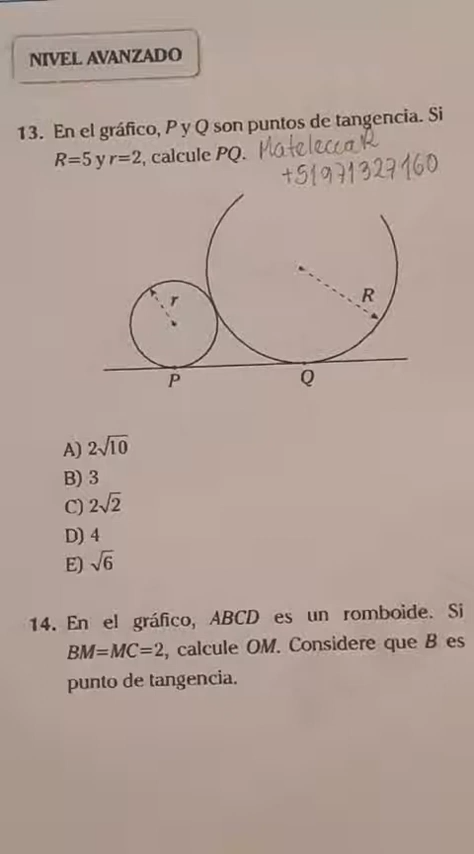 NIVEL AVANZADO
13. En el gráfico, P y Q son puntos de tangencia. Si
R=5 y r=2, calcule PQ. MateleccaR
+51971327160
r
R
P
Q
A) 2√10
B) 3
C) 2√2
D) 4
E) √6
14. En el gráfico, ABCD es un romboide. Si
BM=MC=2, calcule OM. Considere que B es
punto de tangencia.